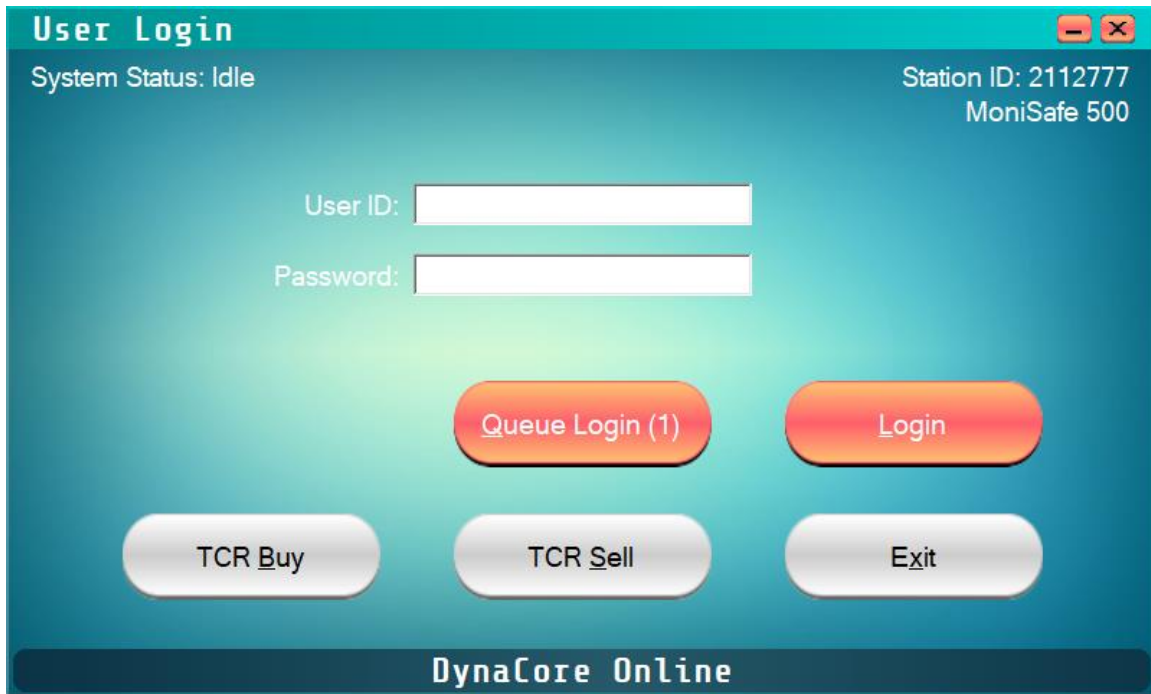 User Login
System Status: Idle
Station ID: 2112777
MoniSafe 500
User ID:
Password:
Queue Login (1)
Login
TCR Buy
TCR Sell
Exit
DynaCore Online